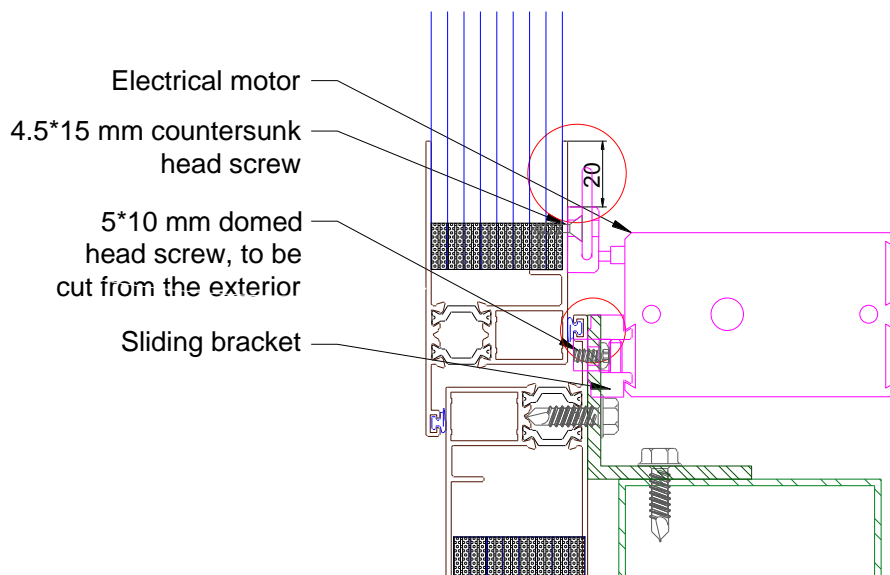 Electrical motor
4.5*15 mm countersunk
head screw
20
5*10 mm domed
head screw, to be
cut from the exterior
Sliding bracket